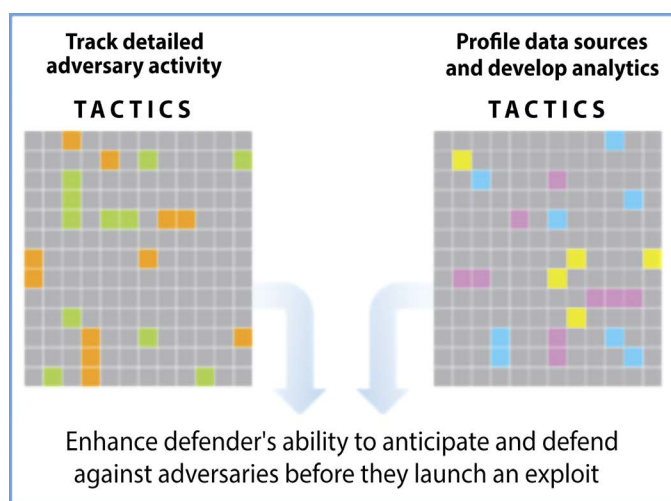 Track detailed
adversary activity
TACTICS
Profile data sources
and develop analytics
TACTICS
Enhance defender's ability to anticipate and defend
against adversaries before they launch an exploit